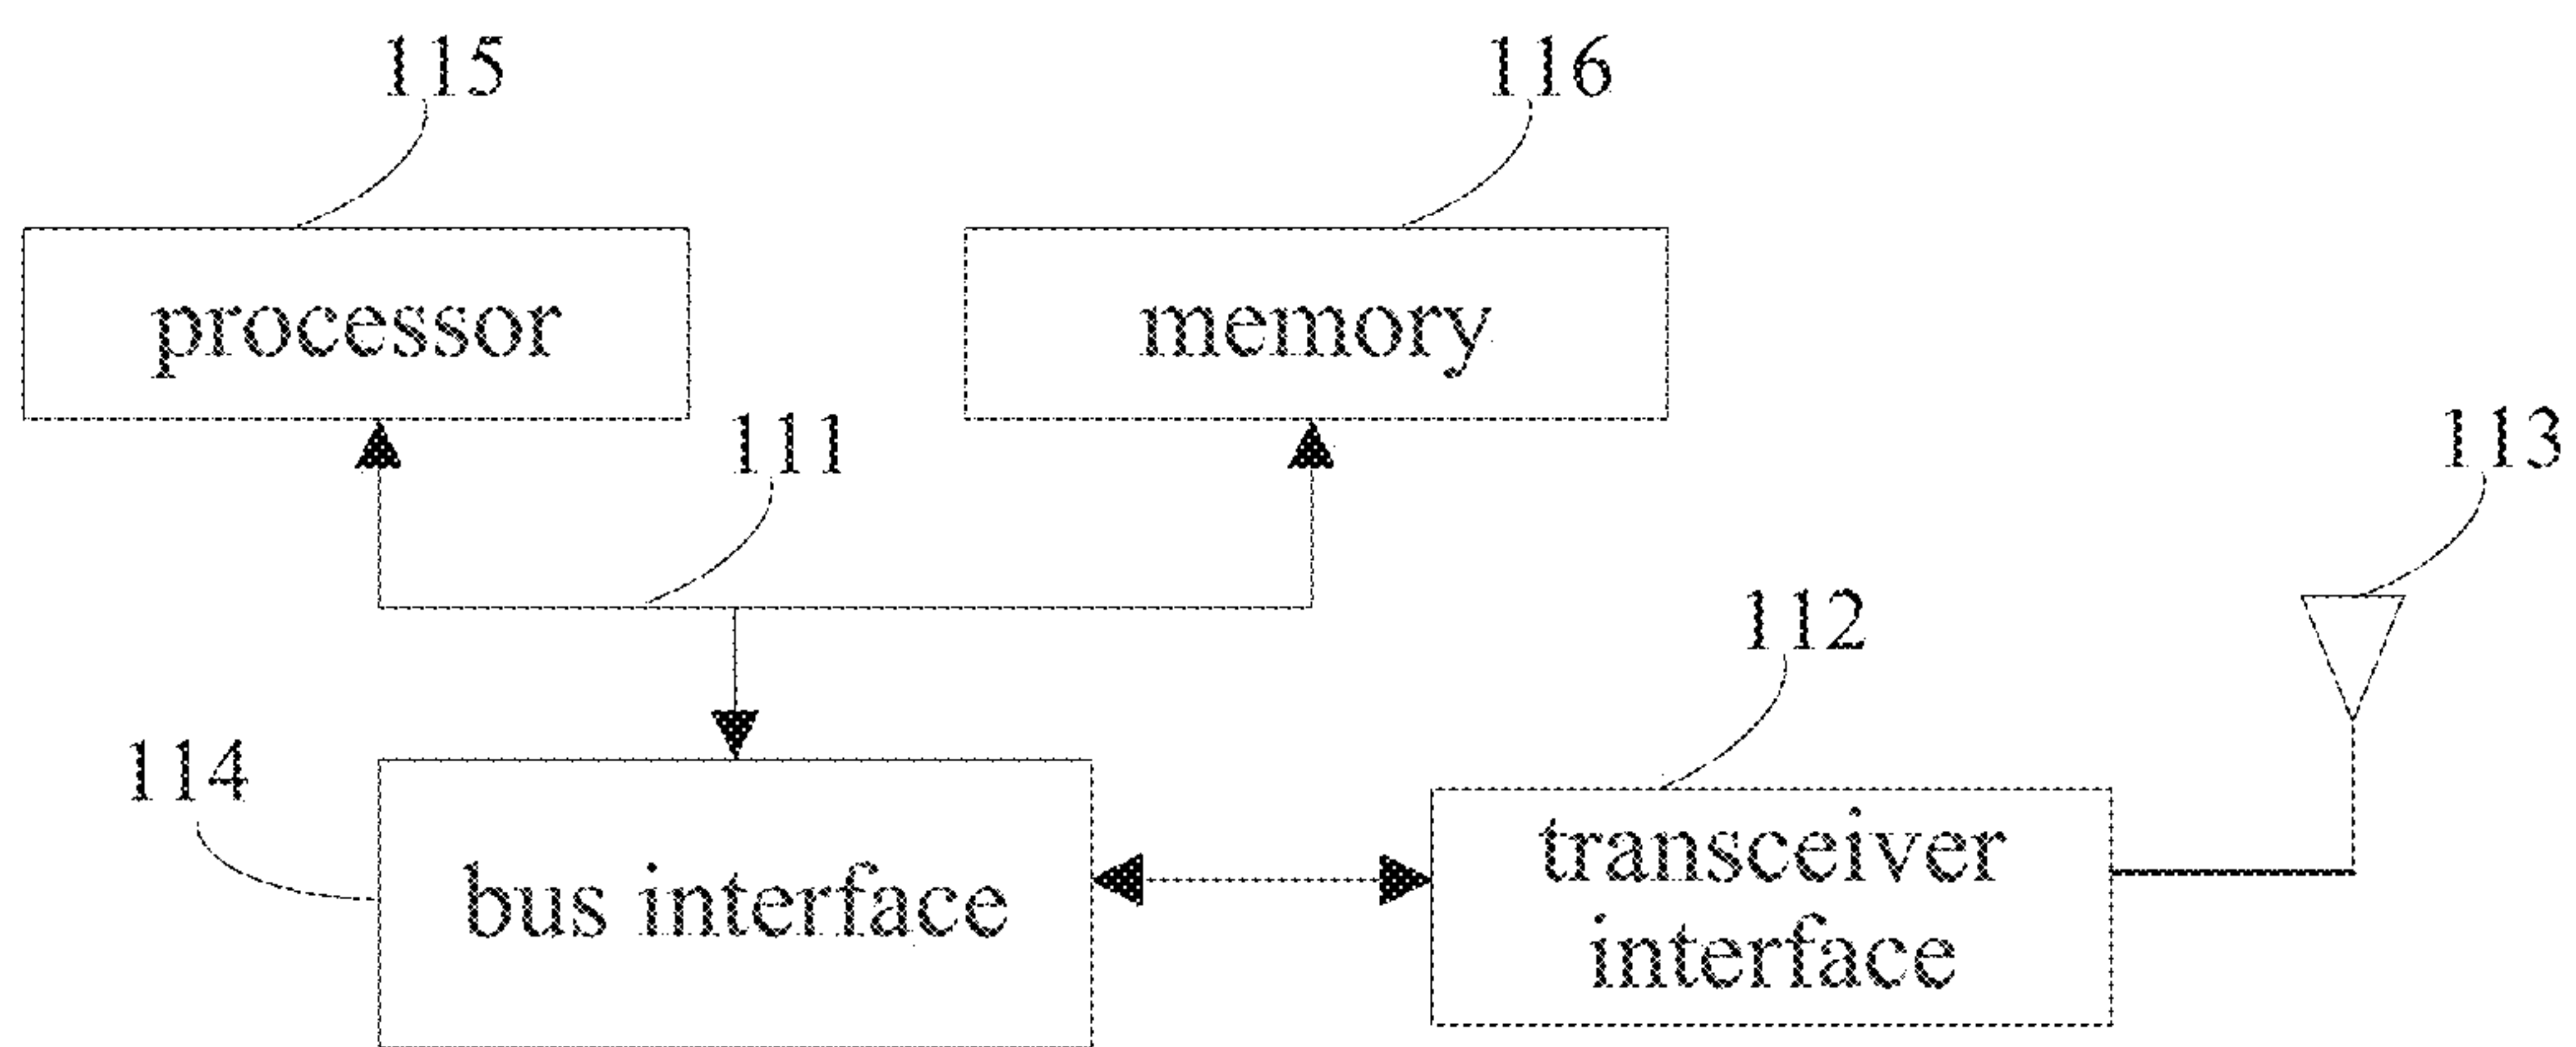 115
116
processor
memory
111
113
112
114
bus interface
transceiver
interface